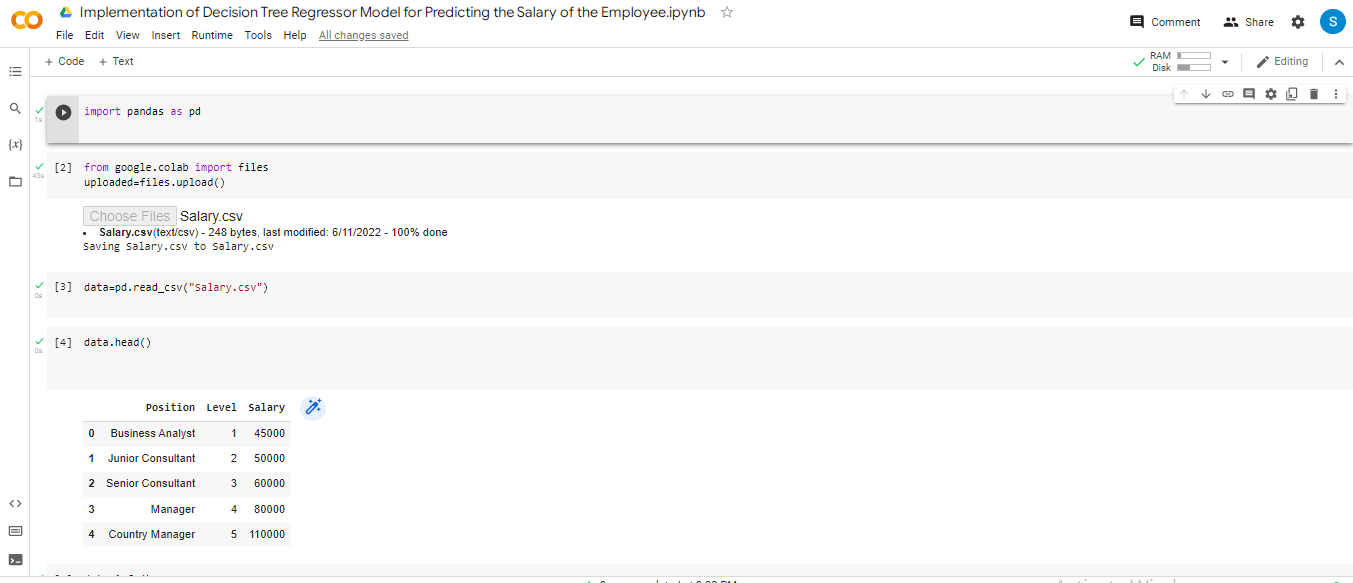 Implementation of Decision Tree Regressor Model for Predicting the Salary of the Employee.ipynb
File Edit View Insert Runtime Tools Help All changes saved
Comment Share S
+ Code + Text
RAM
Disk
Editing
1s
import pandas as pd
43s
[2] from google.colab import files
uploaded=files.upload()
Choose Files Salary.csv
• Salary.csv(text/csv) - 248 bytes, last modified: 6/11/2022 - 100% done
Saving Salary.csv to Salary.csv
0s
[3] data=pd.read_csv("Salary.csv")
0s
[4] data.head()
Position Level Salary
0 Business Analyst 1 45000
1 Junior Consultant 2 50000
2 Senior Consultant 3 60000
3 Manager 4 80000
4 Country Manager 5 110000